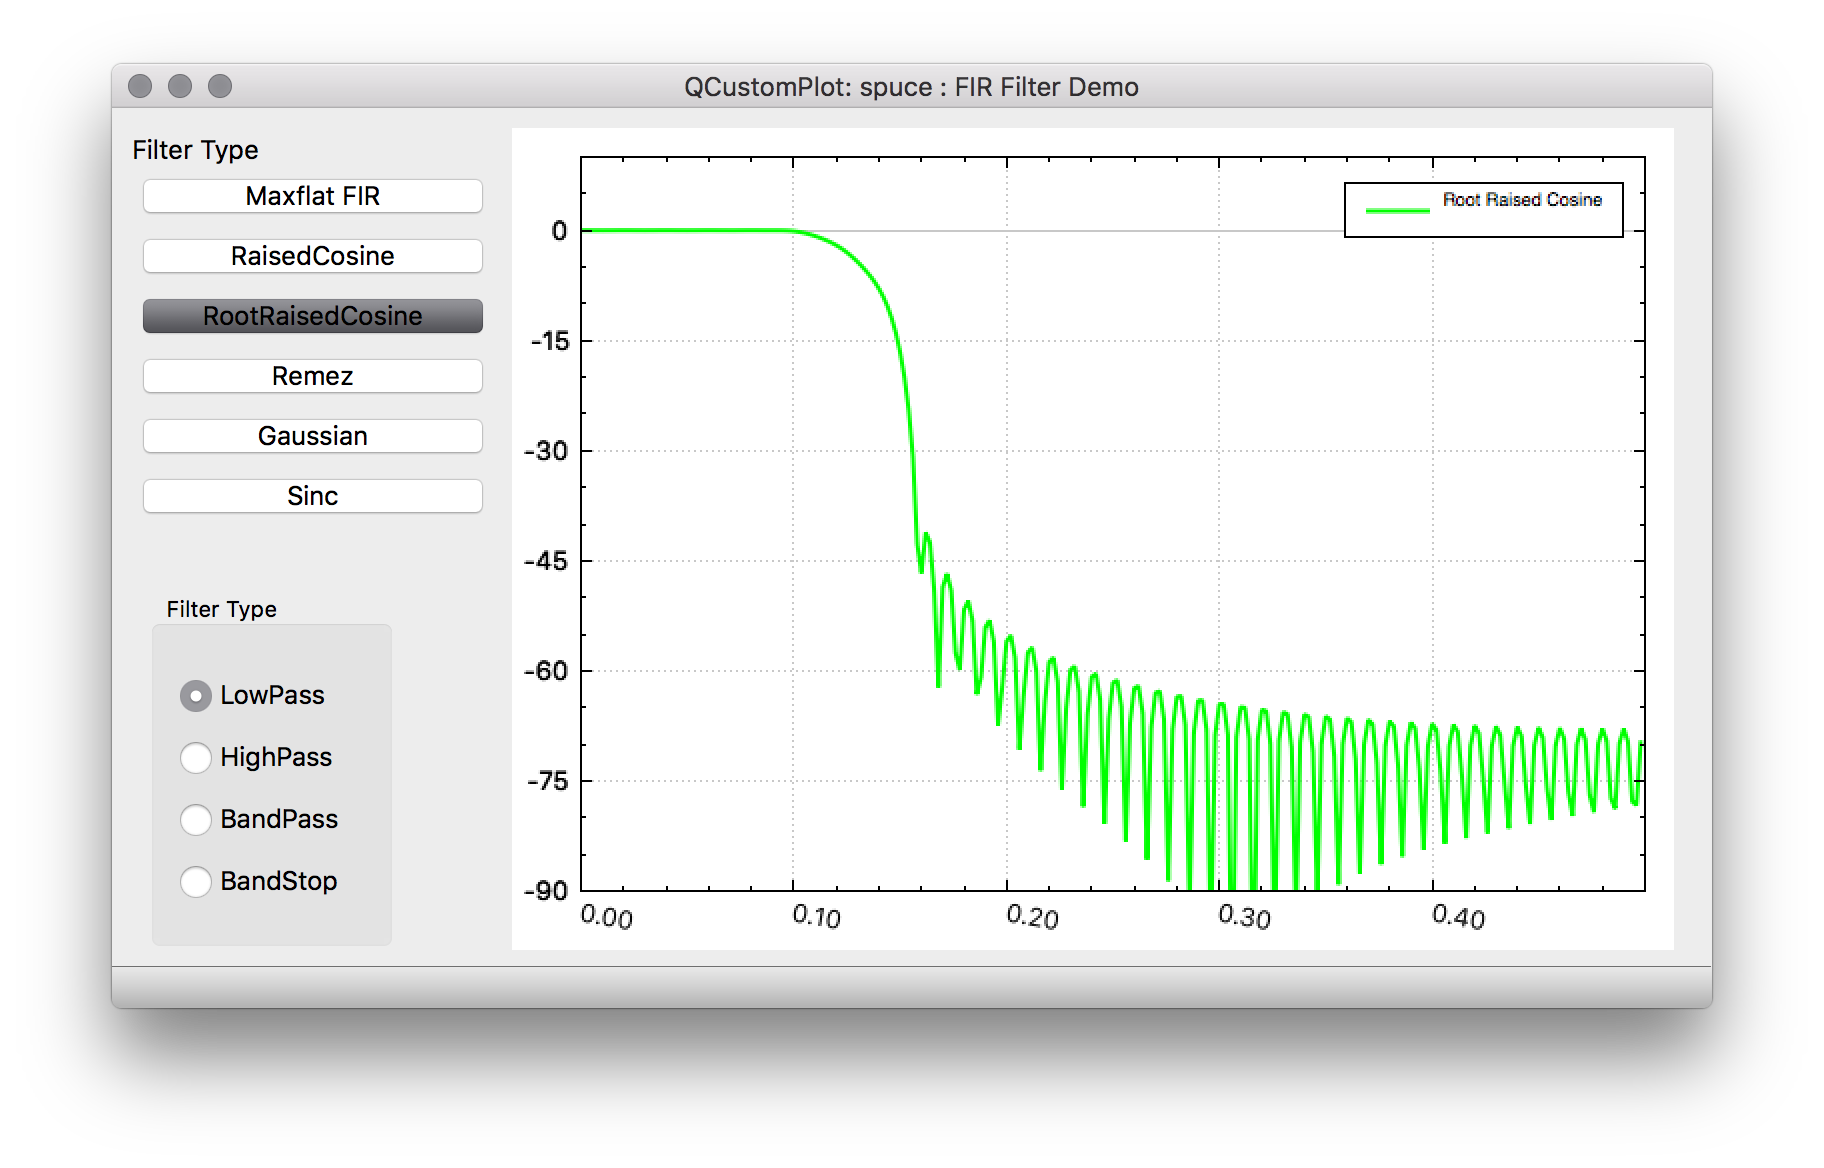 QCustomPlot: spuce : FIR Filter Demo
Filter Type
Maxflat FIR
RaisedCosine
RootRaisedCosine
Remez
Gaussian
Sinc
Filter Type
LowPass
HighPass
BandPass
BandStop
Root Raised Cosine
0
-15
-30
-45
-60
-75
-90
0.00 0.10 0.20 0.30 0.40